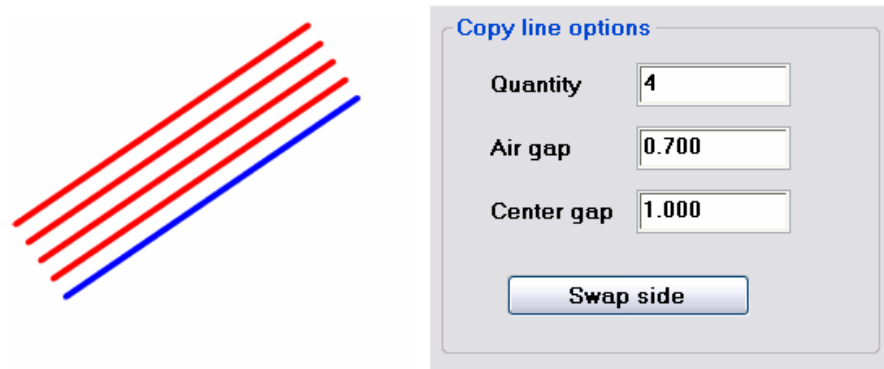 Copy line options
Quantity 4
Air gap 0.700
Center gap 1.000
Swap side